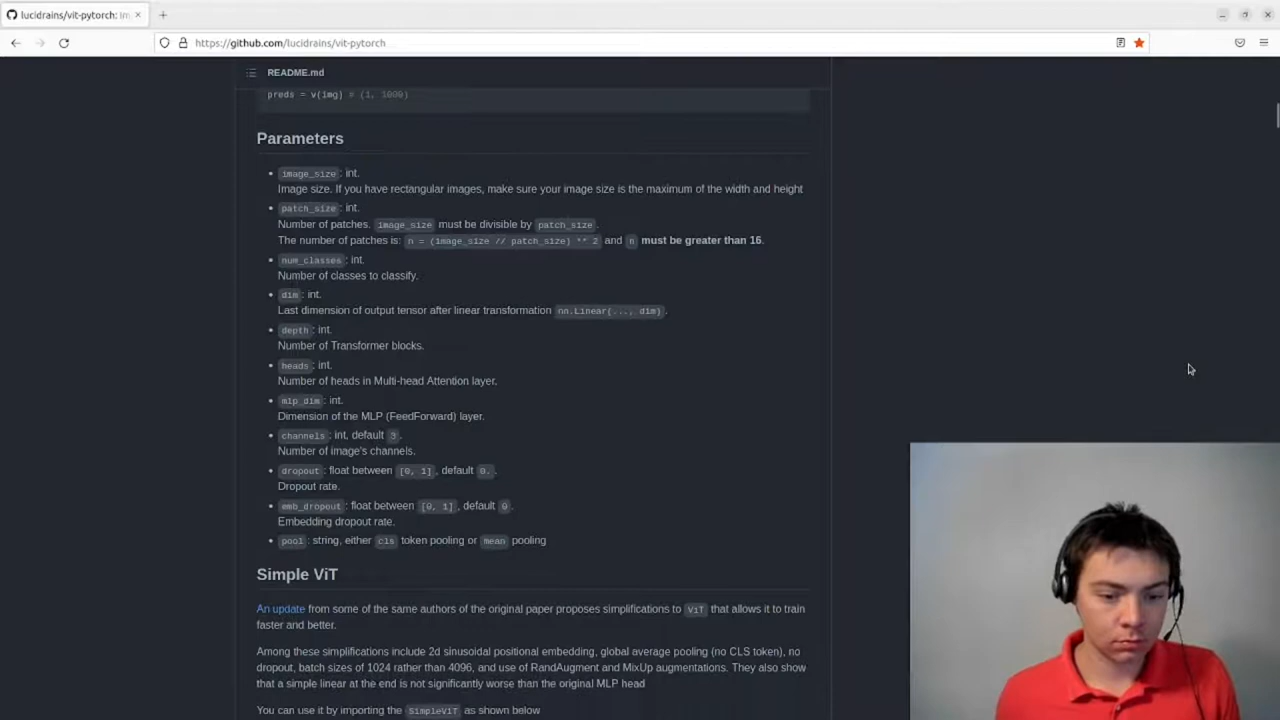 lucidrains/vit-pytorch: Im
https://github.com/lucidrains/vit-pytorch
README.md
preds = v(img) # (1, 1000)
Parameters
image_size: int.
Image size. If you have rectangular images, make sure your image size is the maximum of the width and height
patch_size: int.
Number of patches. image_size must be divisible by patch_size.
The number of patches is: n = (image_size // patch_size) ** 2 and n must be greater than 16.
num_classes: int.
Number of classes to classify.
dim: int.
Last dimension of output tensor after linear transformation nn.Linear(..., dim).
depth: int.
Number of Transformer blocks.
heads: int.
Number of heads in Multi-head Attention layer.
mlp_dim: int.
Dimension of the MLP (FeedForward) layer.
channels: int, default 3.
Number of image's channels.
dropout: float between [0, 1], default 0.
Dropout rate.
emb_dropout: float between [0, 1], default 0.
Embedding dropout rate.
pool: string, either cls token pooling or mean pooling
Simple ViT
An update from some of the same authors of the original paper proposes simplifications to ViT that allows it to train
faster and better.
Among these simplifications include 2d sinusoidal positional embedding, global average pooling (no CLS token), no
dropout, batch sizes of 1024 rather than 4096, and use of RandAugment and MixUp augmentations. They also show
that a simple linear at the end is not significantly worse than the original MLP head
You can use it by importing the SimpleViT as shown below